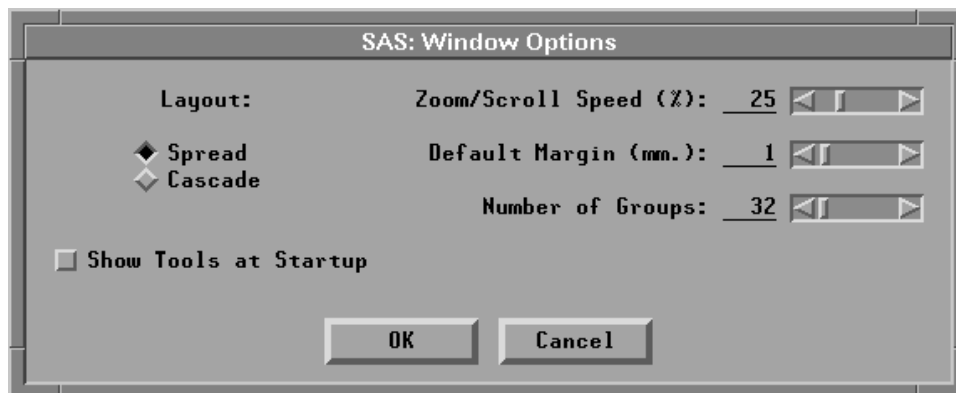 SAS: Window Options
Layout:
Spread
Cascade
Zoom/Scroll Speed (%): 25
Default Margin (mm.): 1
Number of Groups: 32
Show Tools at Startup
OK
Cancel